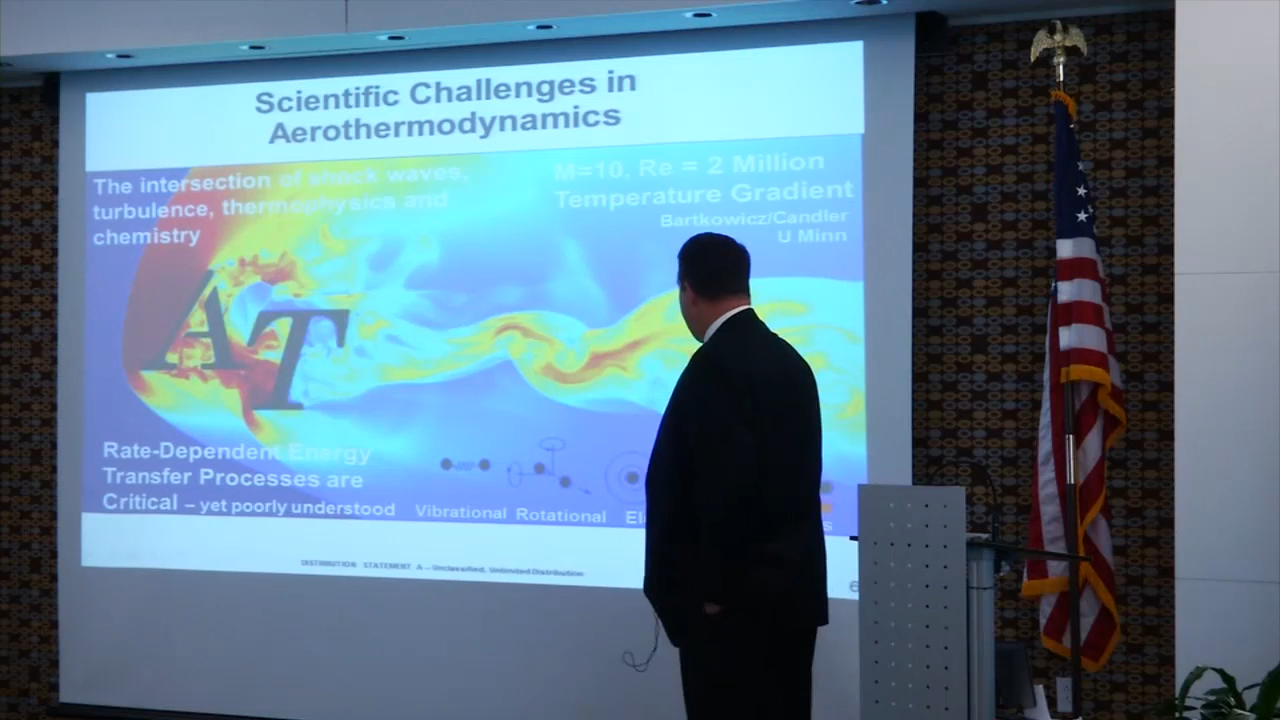 Scientific Challenges in
Aerothermodynamics
The intersection of shock waves,
turbulence, thermophysics and
chemistry
M=10, Re = 2 Million
Temperature Gradient
Bartkowicz/Candler
U Minn
AT
Rate-Dependent Energy
Transfer Processes are
Critical – yet poorly understood
Vibrational Rotational
DISTRIBUTION STATEMENT A – Unclassified, Unlimited Distribution